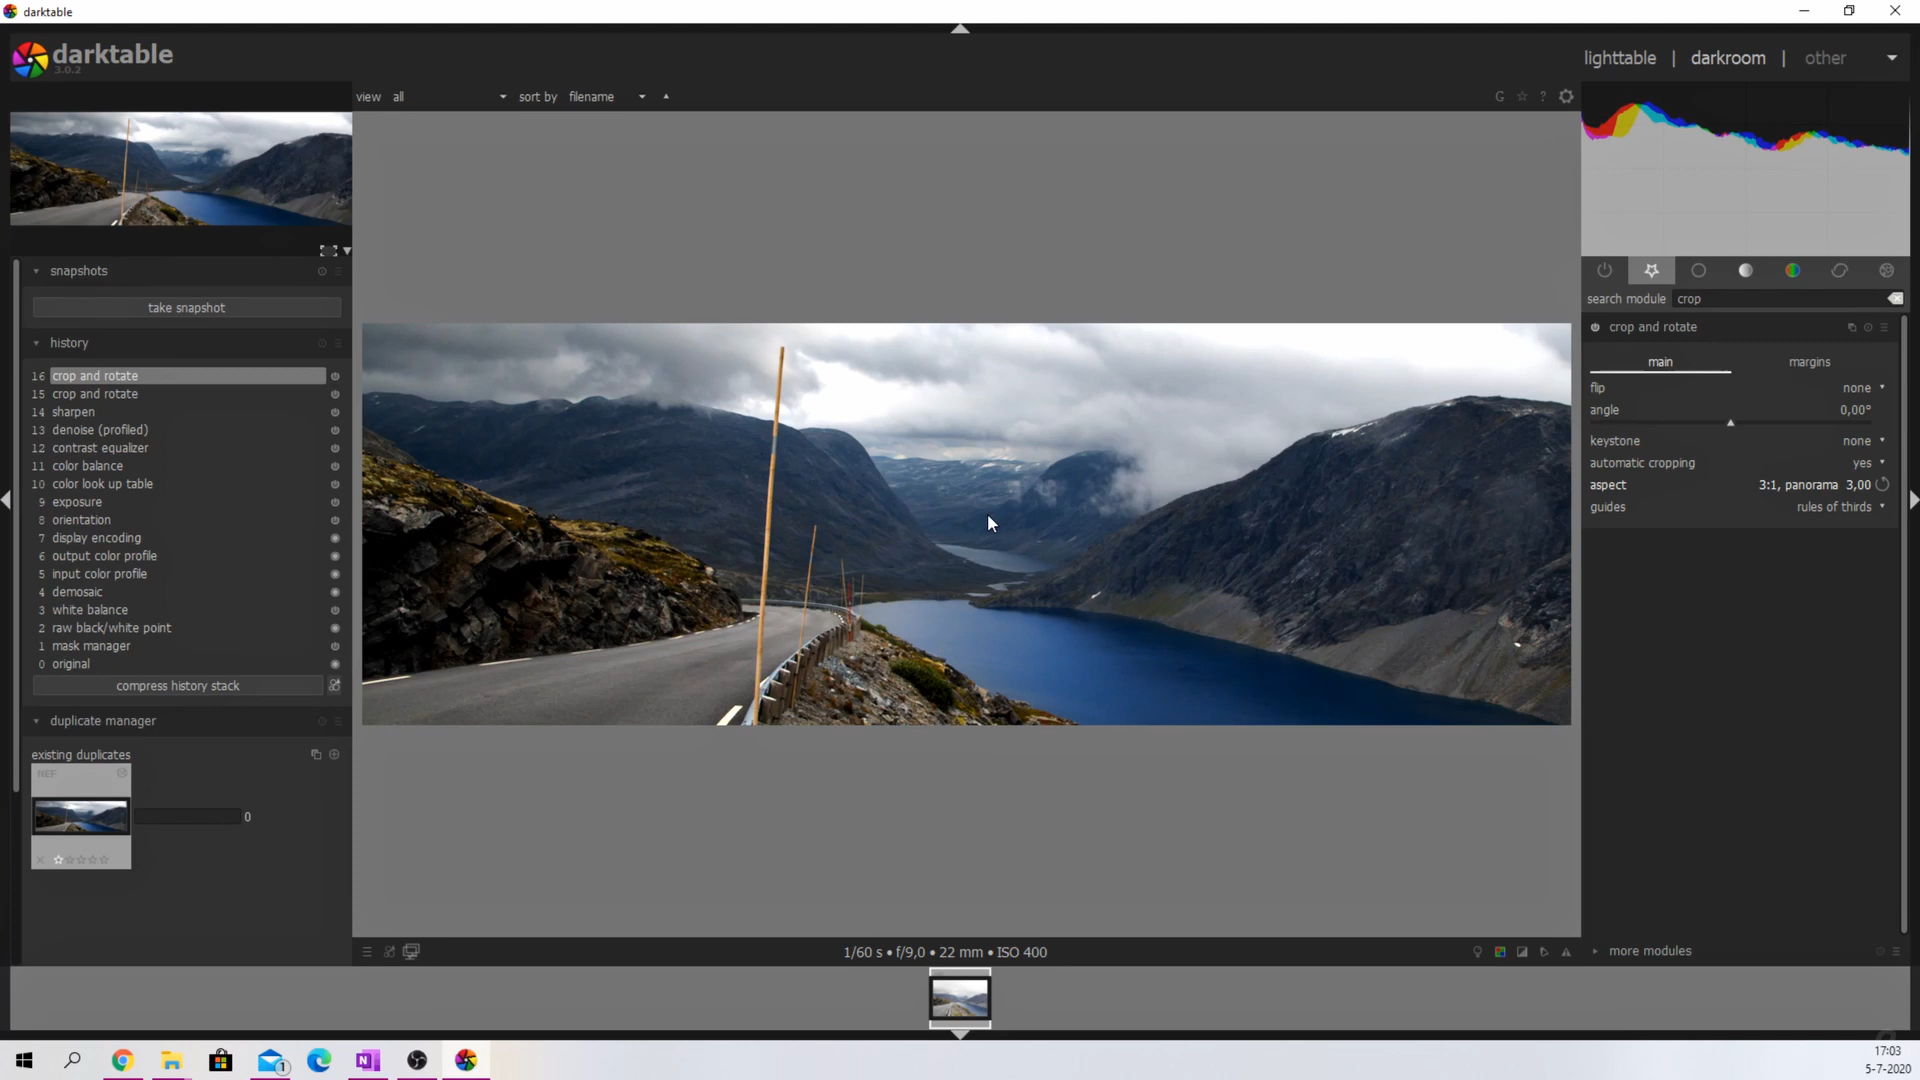 darktable
darktable
3.0.2
lighttable | darkroom | other
view all
sort by filename
G ☆ ?
snapshots
take snapshot
history
16 crop and rotate
15 crop and rotate
14 sharpen
13 denoise (profiled)
12 contrast equalizer
11 color balance
10 color look up table
9 exposure
8 orientation
7 display encoding
6 output color profile
5 input color profile
4 demosaic
3 white balance
2 raw black/white point
1 mask manager
0 original
compress history stack
duplicate manager
existing duplicates
NEF
0
1/60 s • f/9,0 • 22 mm • ISO 400
search module crop
crop and rotate
main margins
flip none
angle 0,00°
keystone none
automatic cropping yes
aspect 3:1, panorama 3,00
guides rules of thirds
more modules
1
17:03
5-7-2020